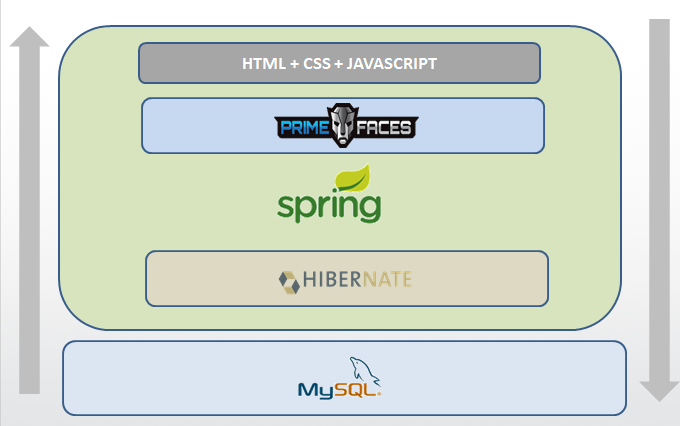 HTML + CSS + JAVASCRIPT
PRIME FACES
spring
HIBERNATE
MySQL